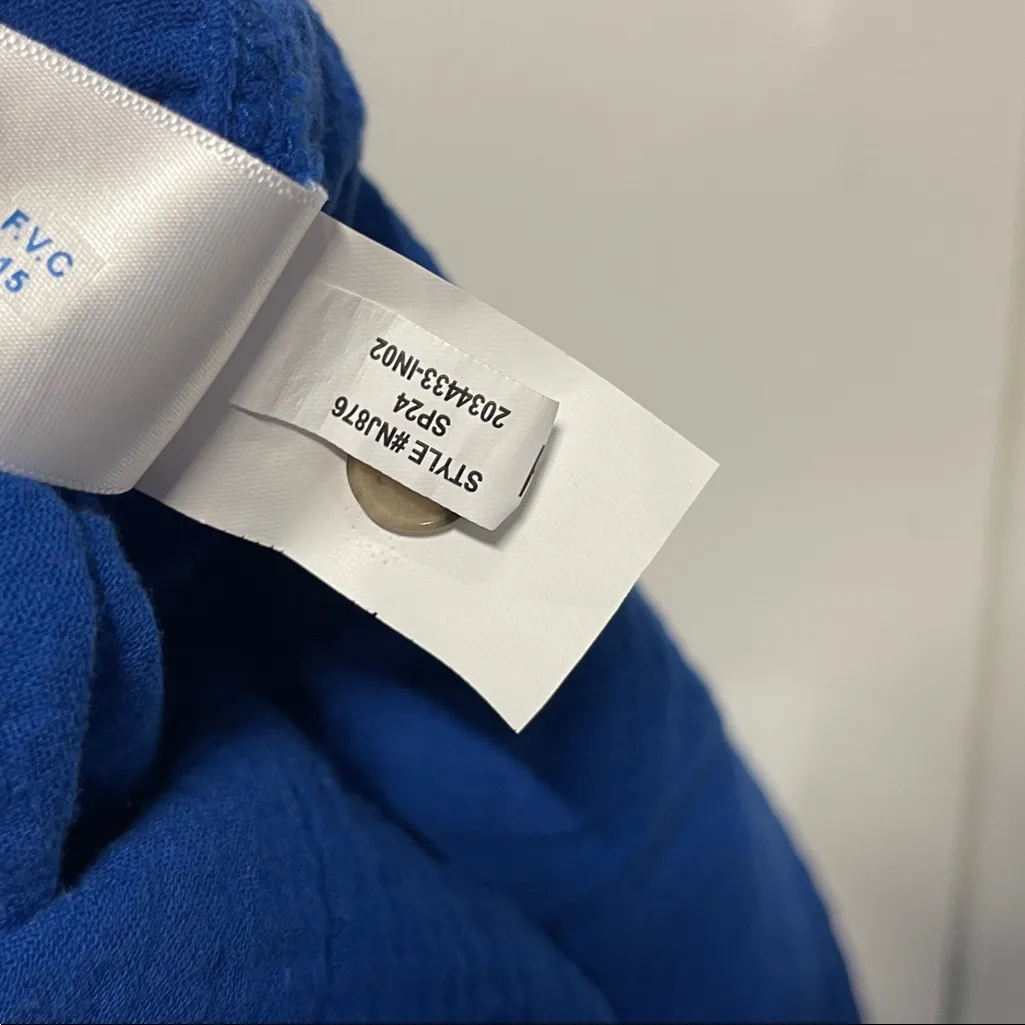 F.V.C
15
STYLE #NJ876
SP24
2034433-IN02